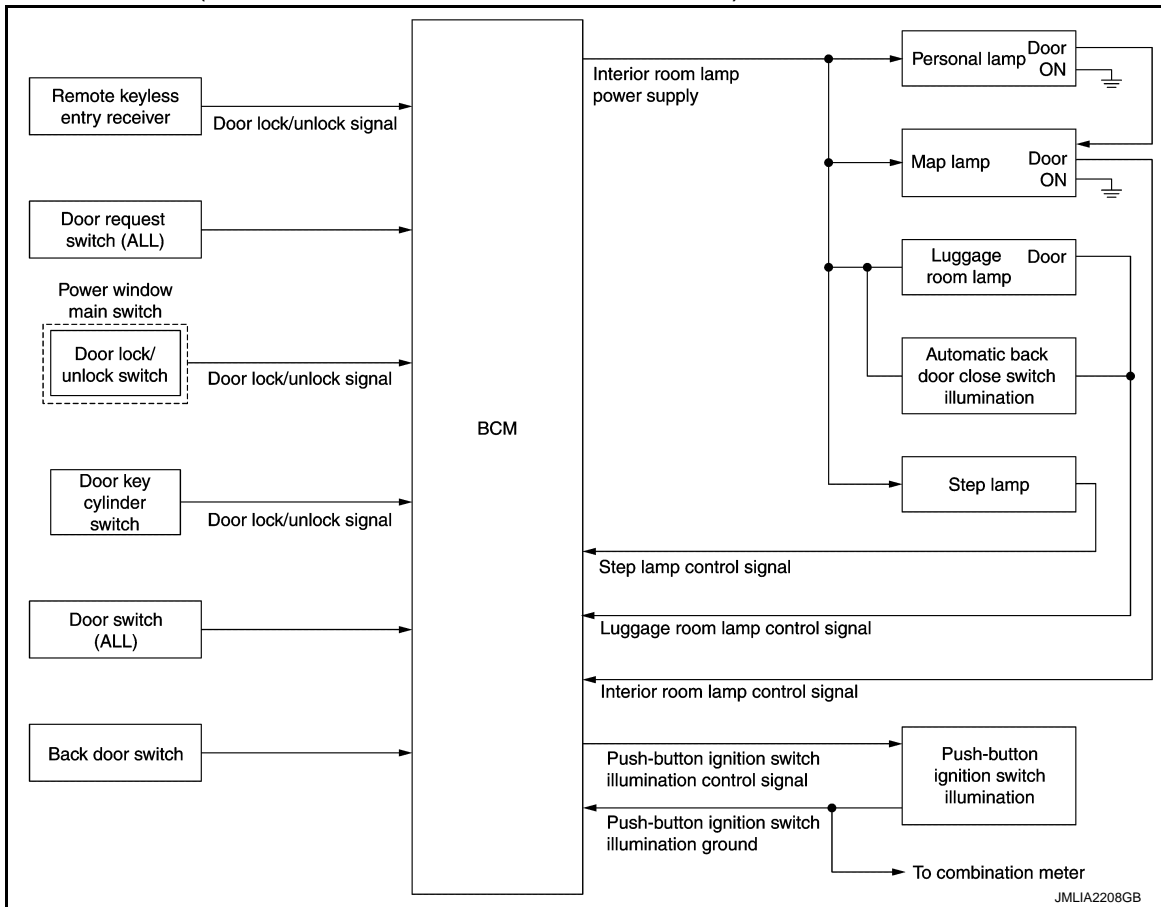 Remote keyless
entry receiver
Door lock/unlock signal
Door request
switch (ALL)
Power window
main switch
Door lock/
unlock switch
Door lock/unlock signal
Door key
cylinder
switch
Door lock/unlock signal
Door switch
(ALL)
Back door switch
BCM
Interior room lamp
power supply
Personal lamp
Door
ON
Map lamp
Door
ON
Luggage
room lamp
Door
Automatic back
door close switch
illumination
Step lamp
Step lamp control signal
Luggage room lamp control signal
Interior room lamp control signal
Push-button ignition switch
illumination control signal
Push-button
ignition switch
illumination
Push-button ignition switch
illumination ground
To combination meter
JMLIA2208GB